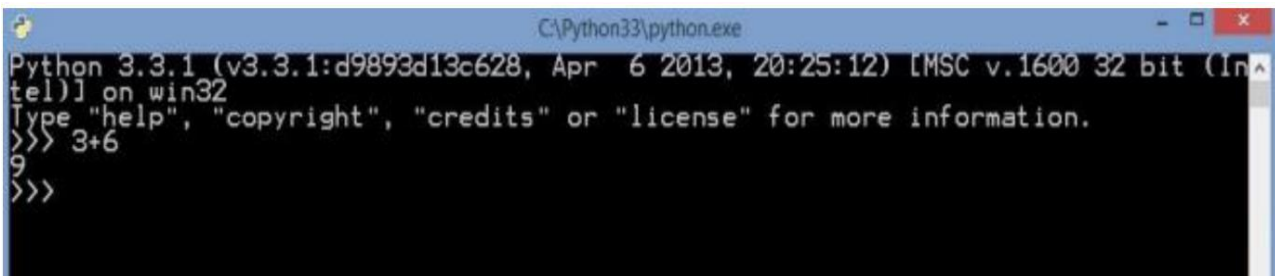 C:\Python33\python.exe
Python 3.3.1 (v3.3.1:d9893d13c628, Apr  6 2013, 20:25:12) [MSC v.1600 32 bit (In
tel)] on win32
Type "help", "copyright", "credits" or "license" for more information.
>>> 3+6
9
>>>